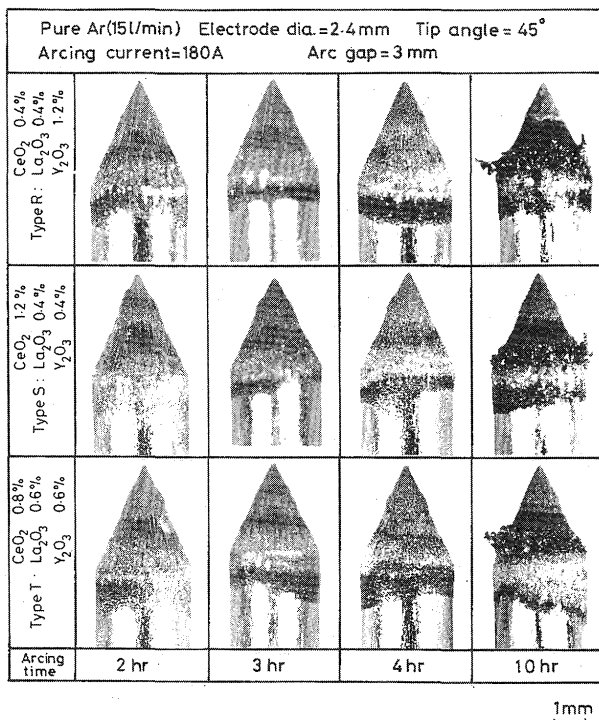 Pure Ar(15l/min) Electrode dia.=2·4mm Tip angle=45°
Arcing current=180A Arc gap=3mm
Type R: CeO₂ 0.4%
La₂O₃ 0.4%
Y₂O₃ 1.2%
Type S: CeO₂ 1.2%
La₂O₃ 0.4%
Y₂O₃ 0.4%
Type T: CeO₂ 0.8%
La₂O₃ 0.6%
Y₂O₃ 0.6%
Arcing time 2 hr 3 hr 4 hr 10 hr
1mm